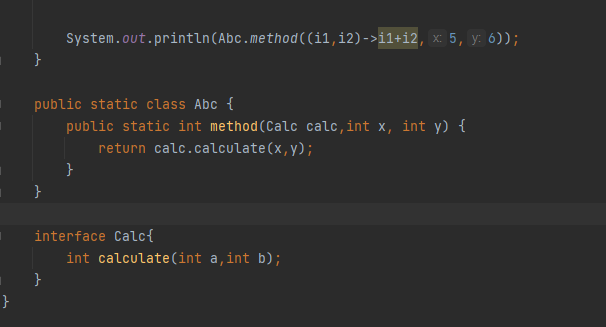 System.out.println(Abc.method((i1,i2)->i1+i2, x: 5, y: 6));
}
public static class Abc {
public static int method(Calc calc,int x, int y) {
return calc.calculate(x,y);
}
}
interface Calc{
int calculate(int a,int b);
}
}